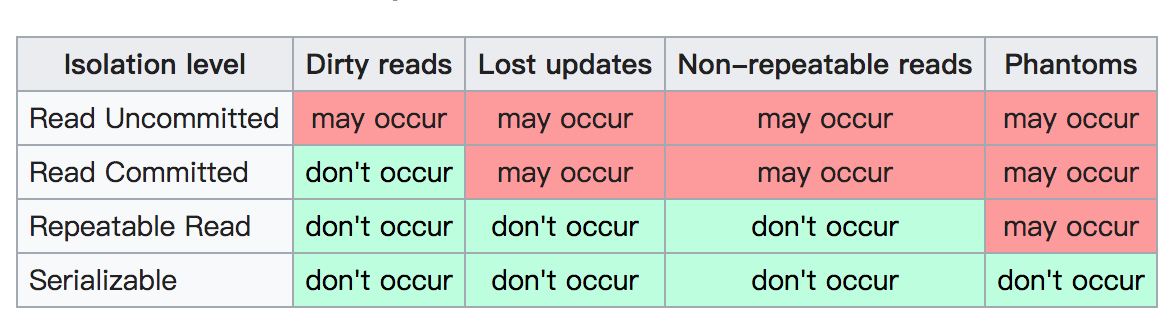 Isolation level Dirty reads Lost updates Non-repeatable reads Phantoms
Read Uncommitted may occur may occur may occur may occur
Read Committed don't occur may occur may occur may occur
Repeatable Read don't occur don't occur don't occur may occur
Serializable don't occur don't occur don't occur don't occur